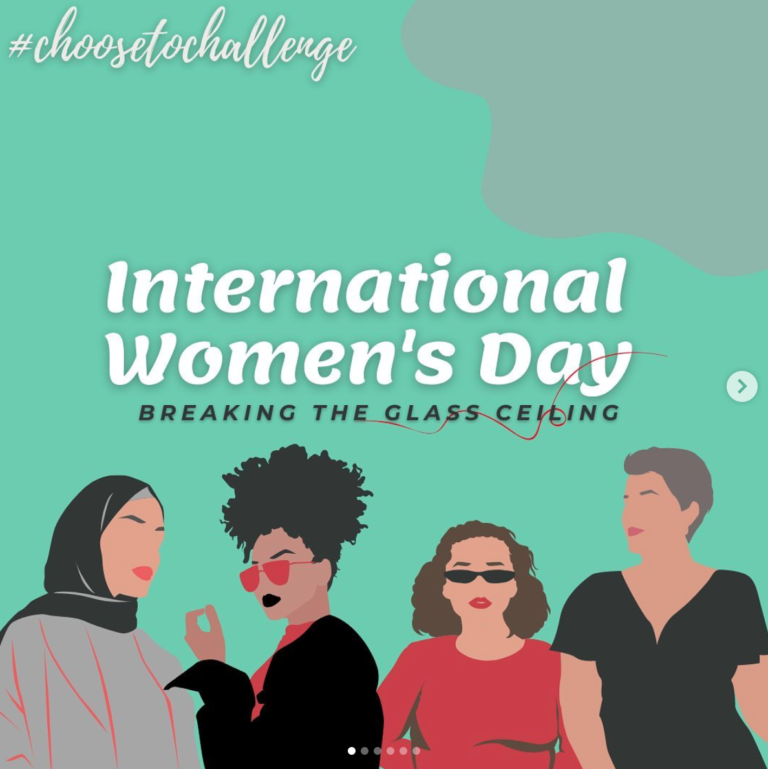 #choosetochallenge
International
Women's Day
BREAKING THE GLASS CEILING